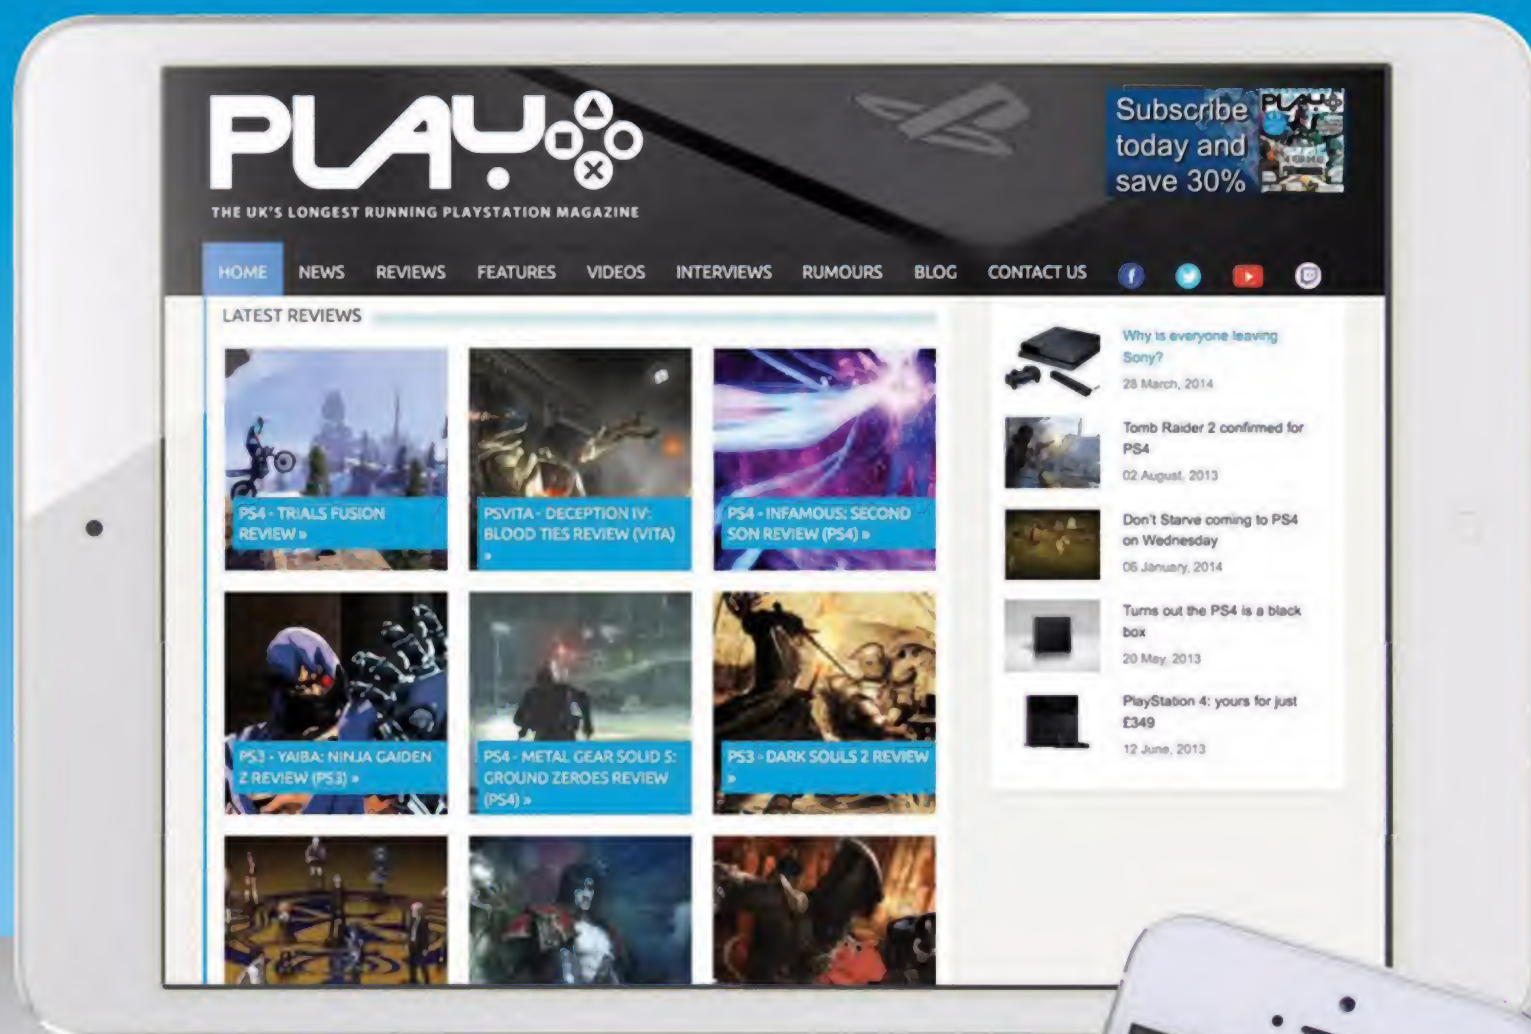 PLAY
THE UK'S LONGEST RUNNING PLAYSTATION MAGAZINE
Subscribe
today and
save 30%
PLAY
HOME NEWS REVIEWS FEATURES VIDEOS INTERVIEWS RUMOURS BLOG CONTACT US
LATEST REVIEWS
PS4 - TRIALS FUSION
REVIEW »
PSVITA - DECEPTION IV:
BLOOD TIES REVIEW (VITA)
»
PS4 - INFAMOUS: SECOND
SON REVIEW (PS4) »
PS3 - YAIBA: NINJA GAIDEN
Z REVIEW (PS3) »
PS4 - METAL GEAR SOLID 5:
GROUND ZEROES REVIEW
(PS4) »
PS3 - DARK SOULS 2 REVIEW
»
Why is everyone leaving
Sony?
28 March, 2014
Tomb Raider 2 confirmed for
PS4
02 August, 2013
Don't Starve coming to PS4
on Wednesday
06 January, 2014
Turns out the PS4 is a black
box
20 May, 2013
PlayStation 4: yours for just
£349
12 June, 2013